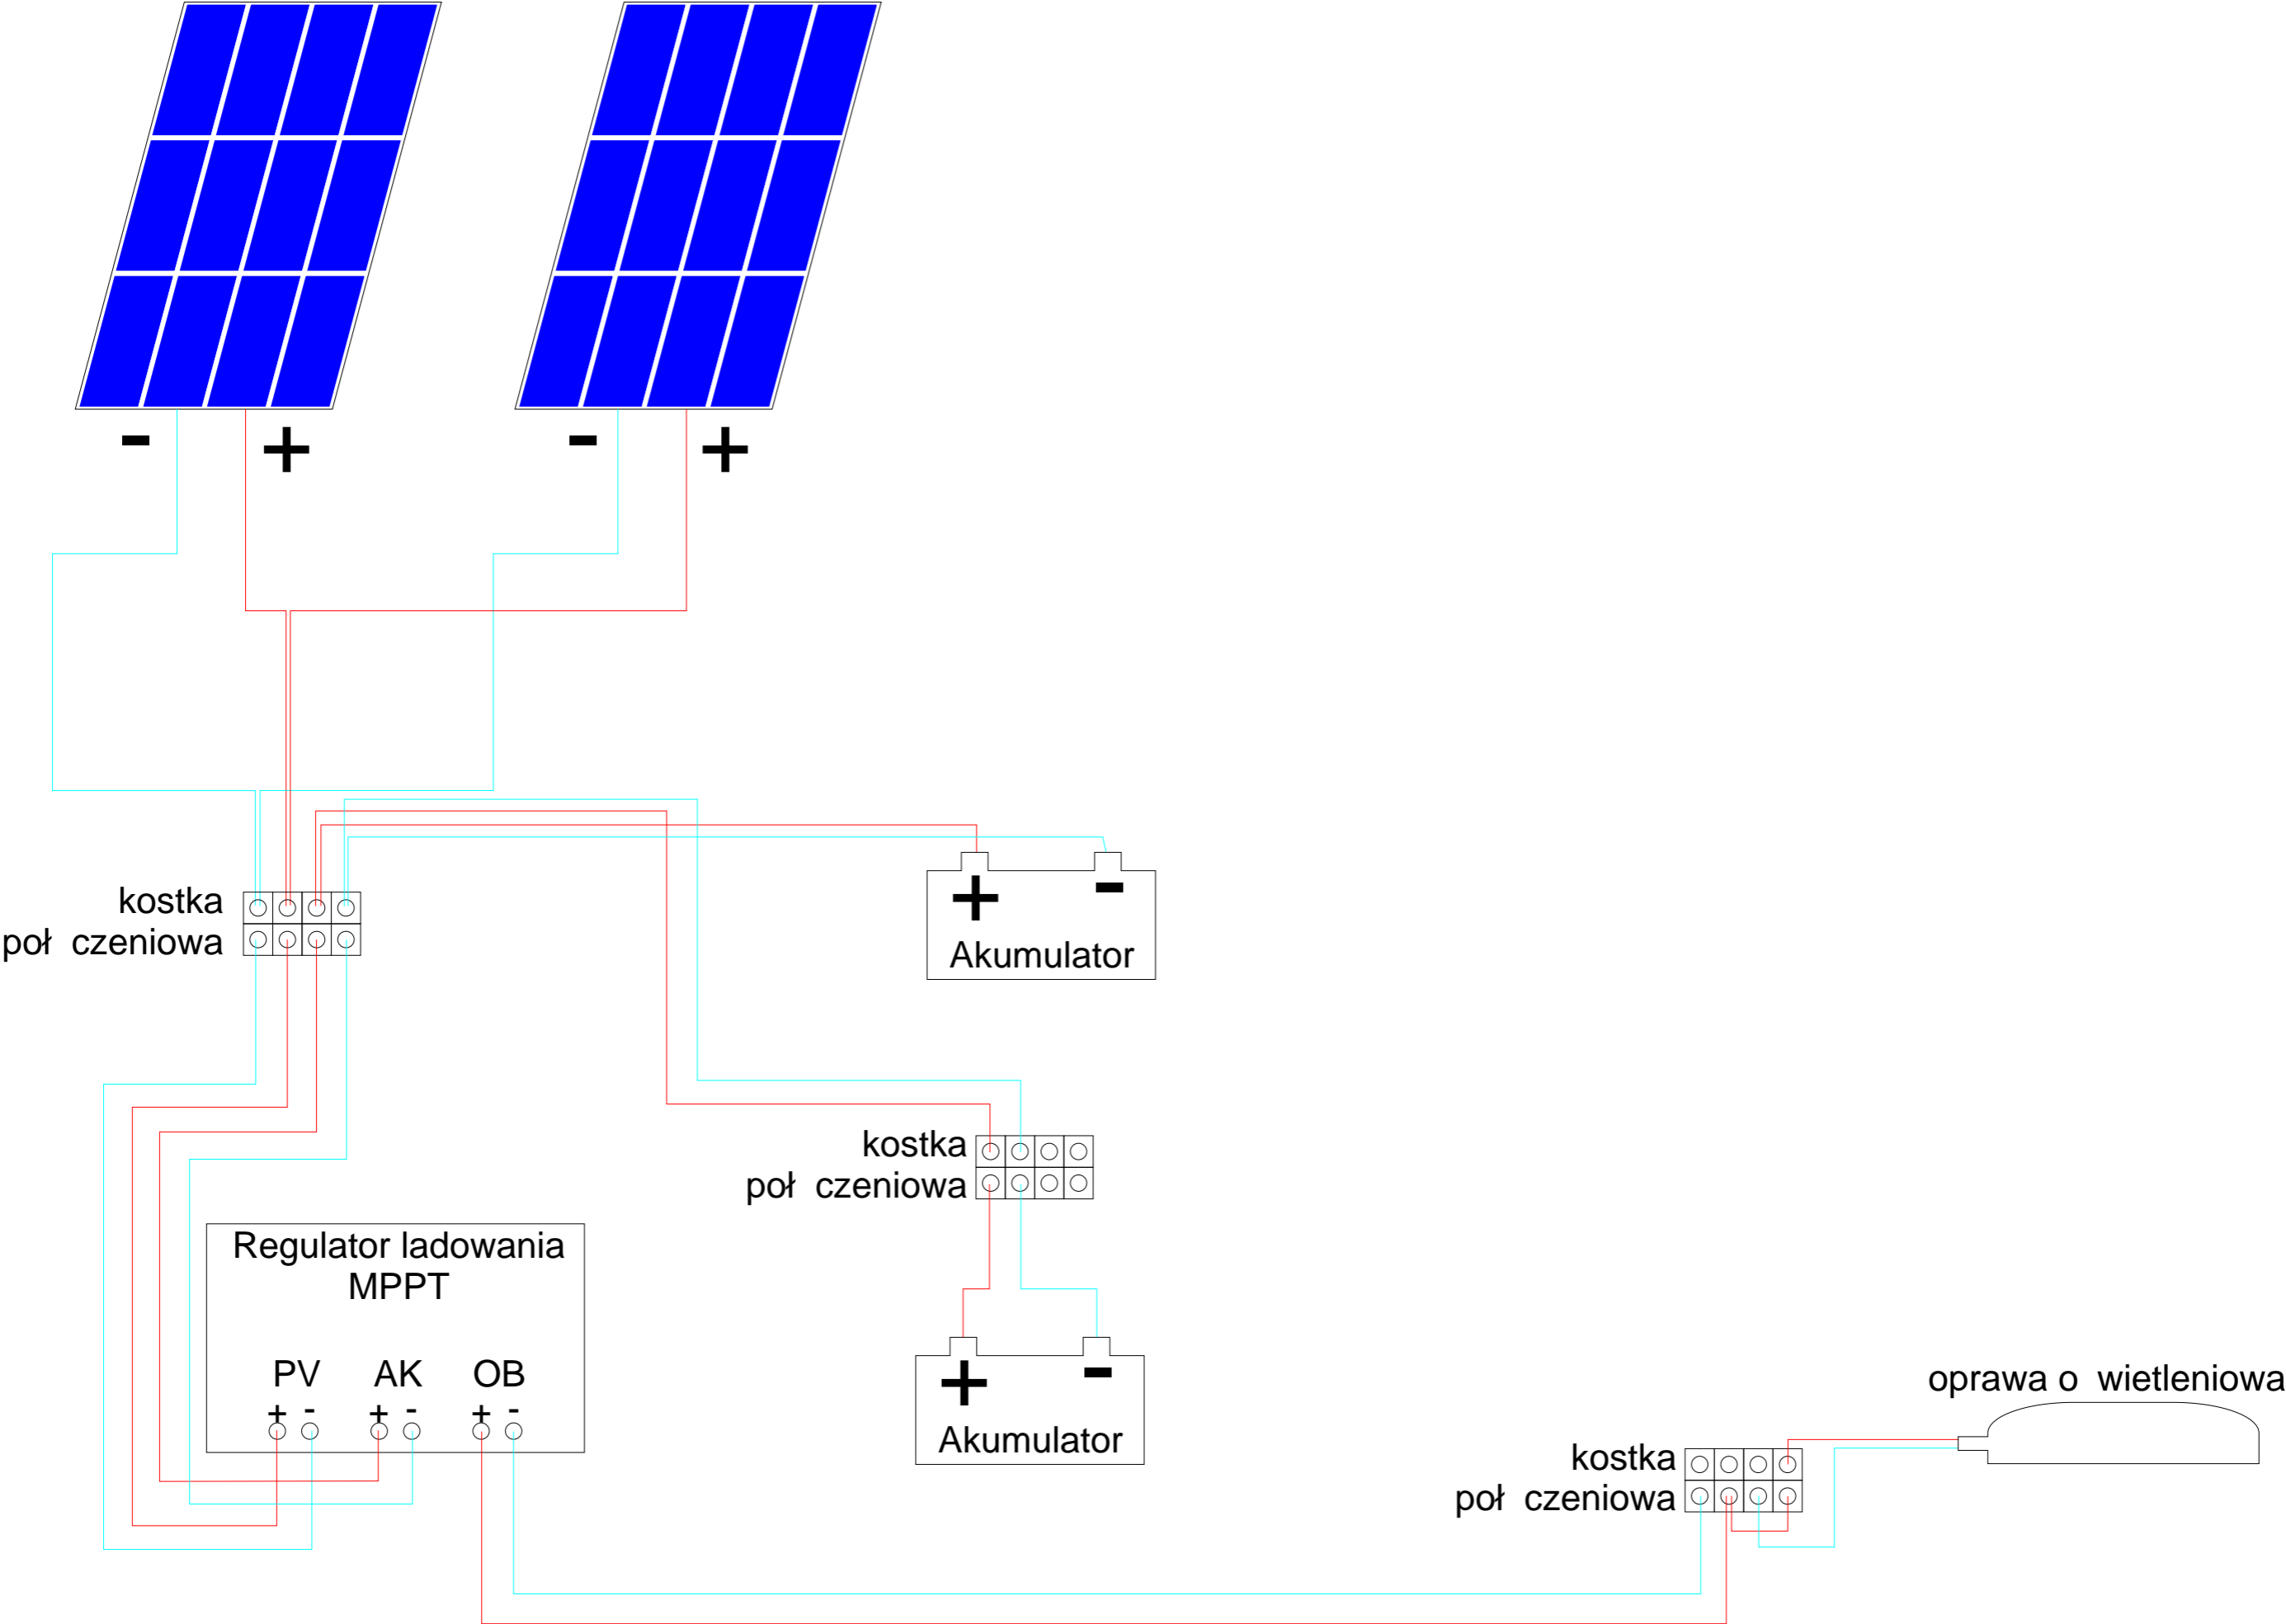 - +
- +
kostka
poł czeniowa
+ -
Akumulator
kostka
poł czeniowa
Regulator ladowania
MPPT
PV AK OB
+ - + - + -
+ -
Akumulator
oprawa o wietleniowa
kostka
poł czeniowa